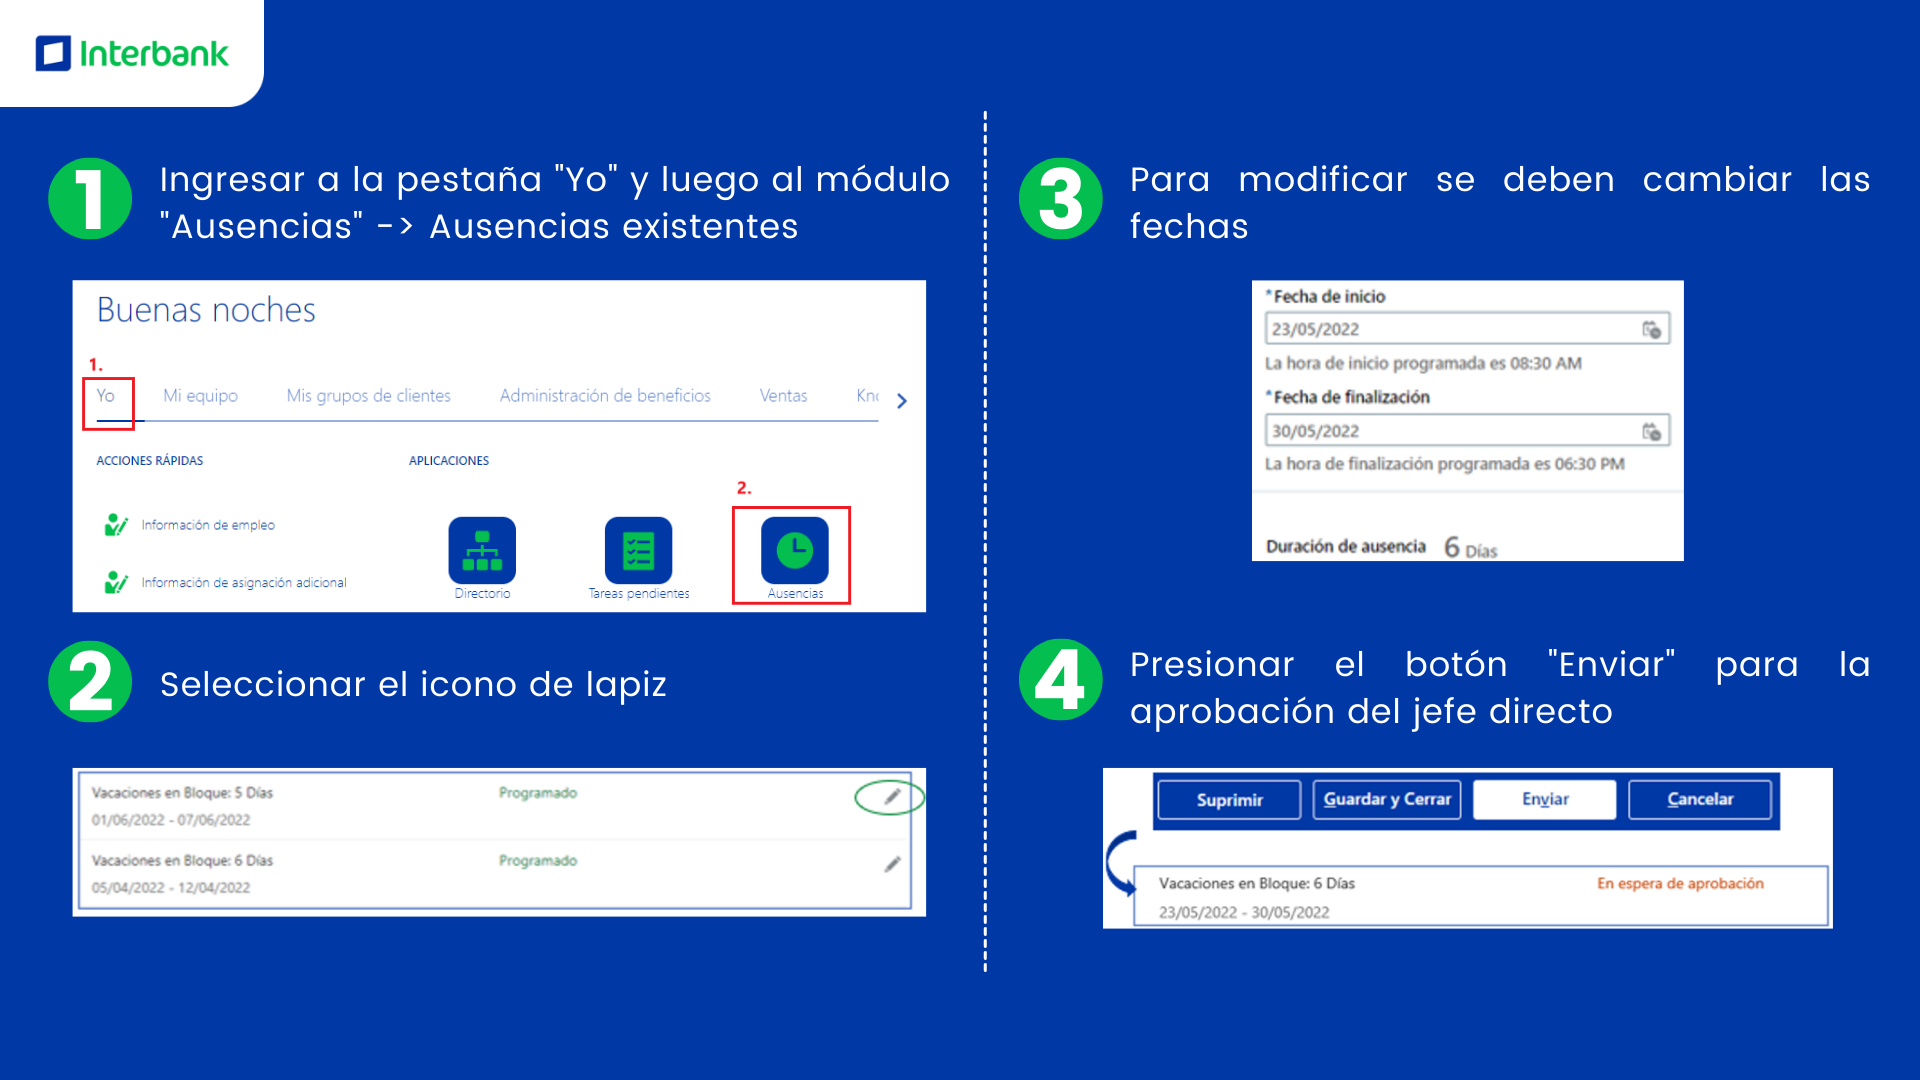 Interbank
1
Ingresar a la pestaña "Yo" y luego al módulo
"Ausencias" -> Ausencias existentes
Buenas noches
1.
Yo Mi equipo Mis grupos de clientes Administración de beneficios Ventas
ACCIONES RÁPIDAS APLICACIONES
2.
Información de empleo
Información de asignación adicional
Directorio Tareas pendientes Ausencias
2
Seleccionar el icono de lapiz
Vacaciones en Bloque: 5 Días Programado
01/06/2022 - 07/06/2022
Vacaciones en Bloque: 6 Días Programado
05/04/2022 - 12/04/2022
3
Para modificar se deben cambiar las
fechas
*Fecha de inicio
23/05/2022
La hora de inicio programada es 08:30 AM
*Fecha de finalización
30/05/2022
La hora de finalización programada es 06:30 PM
Duración de ausencia 6 Días
4
Presionar el botón "Enviar" para la
aprobación del jefe directo
Suprimir Guardar y Cerrar Enviar Cancelar
Vacaciones en Bloque: 6 Días En espera de aprobación
23/05/2022 - 30/05/2022